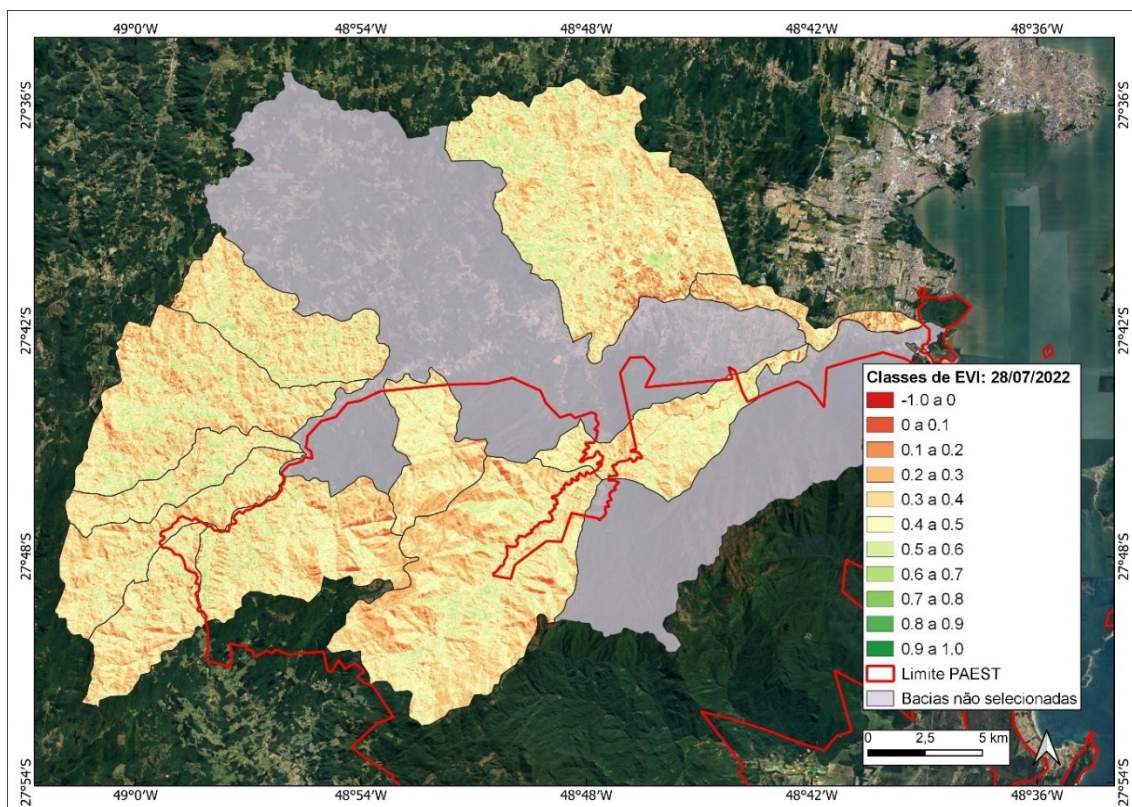 49°0'W 48°54'W 48°48'W 48°42'W 48°36'W
27°36'S 27°36'S
27°42'S 27°42'S
Classes de EVI: 28/07/2022
-1.0 a 0
0 a 0.1
0.1 a 0.2
0.2 a 0.3
0.3 a 0.4
0.4 a 0.5
0.5 a 0.6
0.6 a 0.7
0.7 a 0.8
0.8 a 0.9
0.9 a 1.0
Limite PAEST
Bacias não selecionadas
27°48'S 27°48'S
0 2,5 5 km
27°54'S 27°54'S
49°0'W 48°54'W 48°48'W 48°42'W 48°36'W